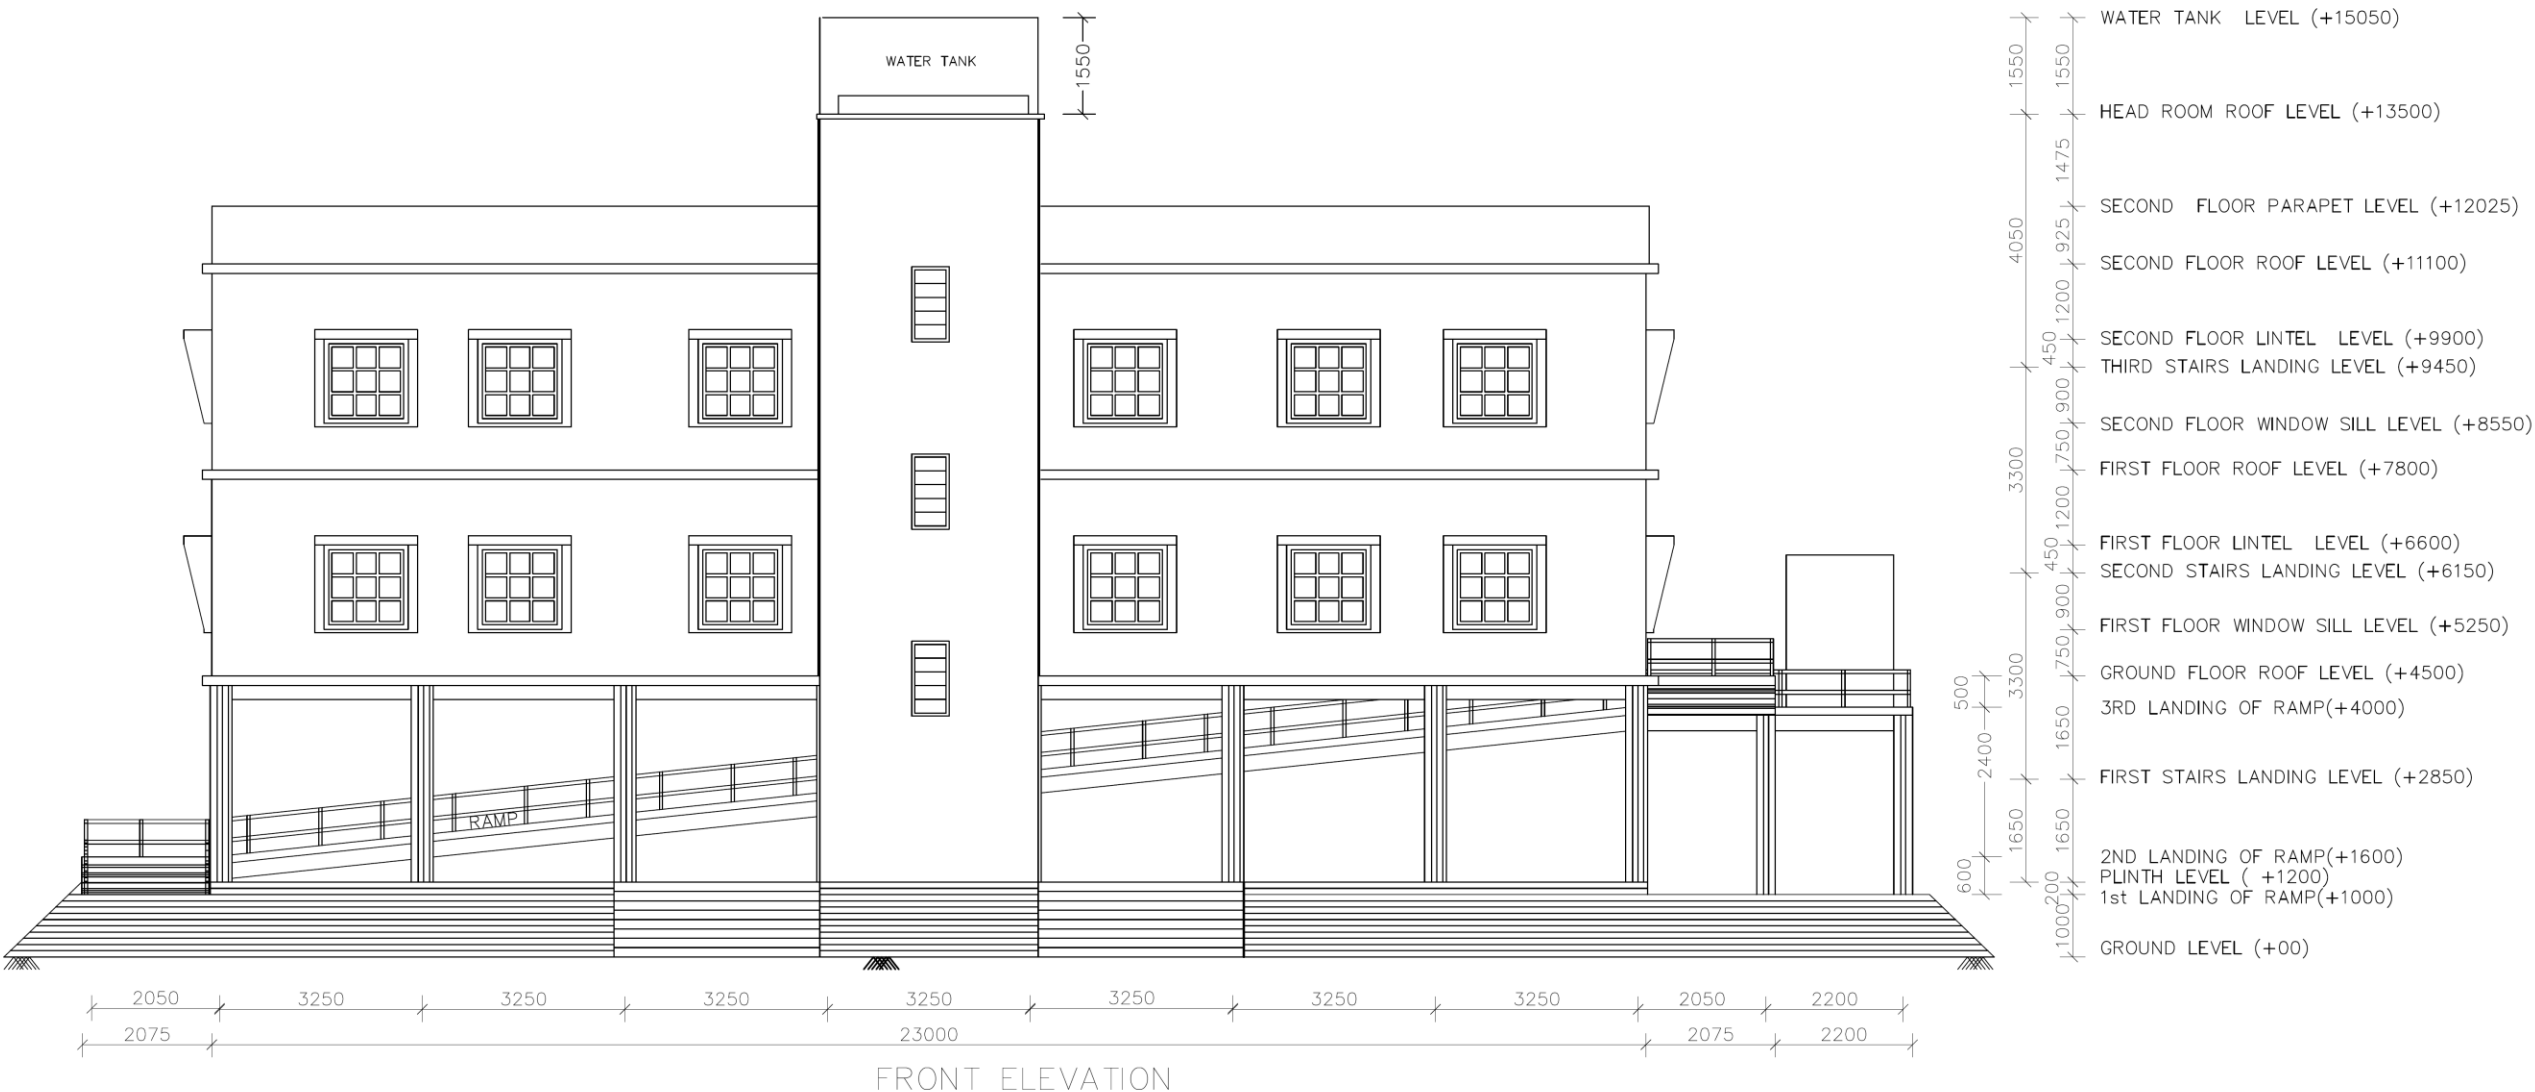 WATER TANK LEVEL (+15050)
WATER TANK
1550
1550
1550
HEAD ROOM ROOF LEVEL (+13500)
1475
SECOND FLOOR PARAPET LEVEL (+12025)
4050
925
SECOND FLOOR ROOF LEVEL (+11100)
1200
SECOND FLOOR LINTEL LEVEL (+9900)
450
THIRD STAIRS LANDING LEVEL (+9450)
900
SECOND FLOOR WINDOW SILL LEVEL (+8550)
750
3300
FIRST FLOOR ROOF LEVEL (+7800)
1200
FIRST FLOOR LINTEL LEVEL (+6600)
450
SECOND STAIRS LANDING LEVEL (+6150)
900
FIRST FLOOR WINDOW SILL LEVEL (+5250)
750
3300
GROUND FLOOR ROOF LEVEL (+4500)
500
3RD LANDING OF RAMP(+4000)
1650
2400
FIRST STAIRS LANDING LEVEL (+2850)
RAMP
1650
1650
2ND LANDING OF RAMP(+1600)
600
PLINTH LEVEL ( +1200)
200
1st LANDING OF RAMP(+1000)
1000
GROUND LEVEL (+00)
2050 3250 3250 3250 3250 3250 3250 3250 2050 2200
2075 23000 2075 2200
FRONT ELEVATION